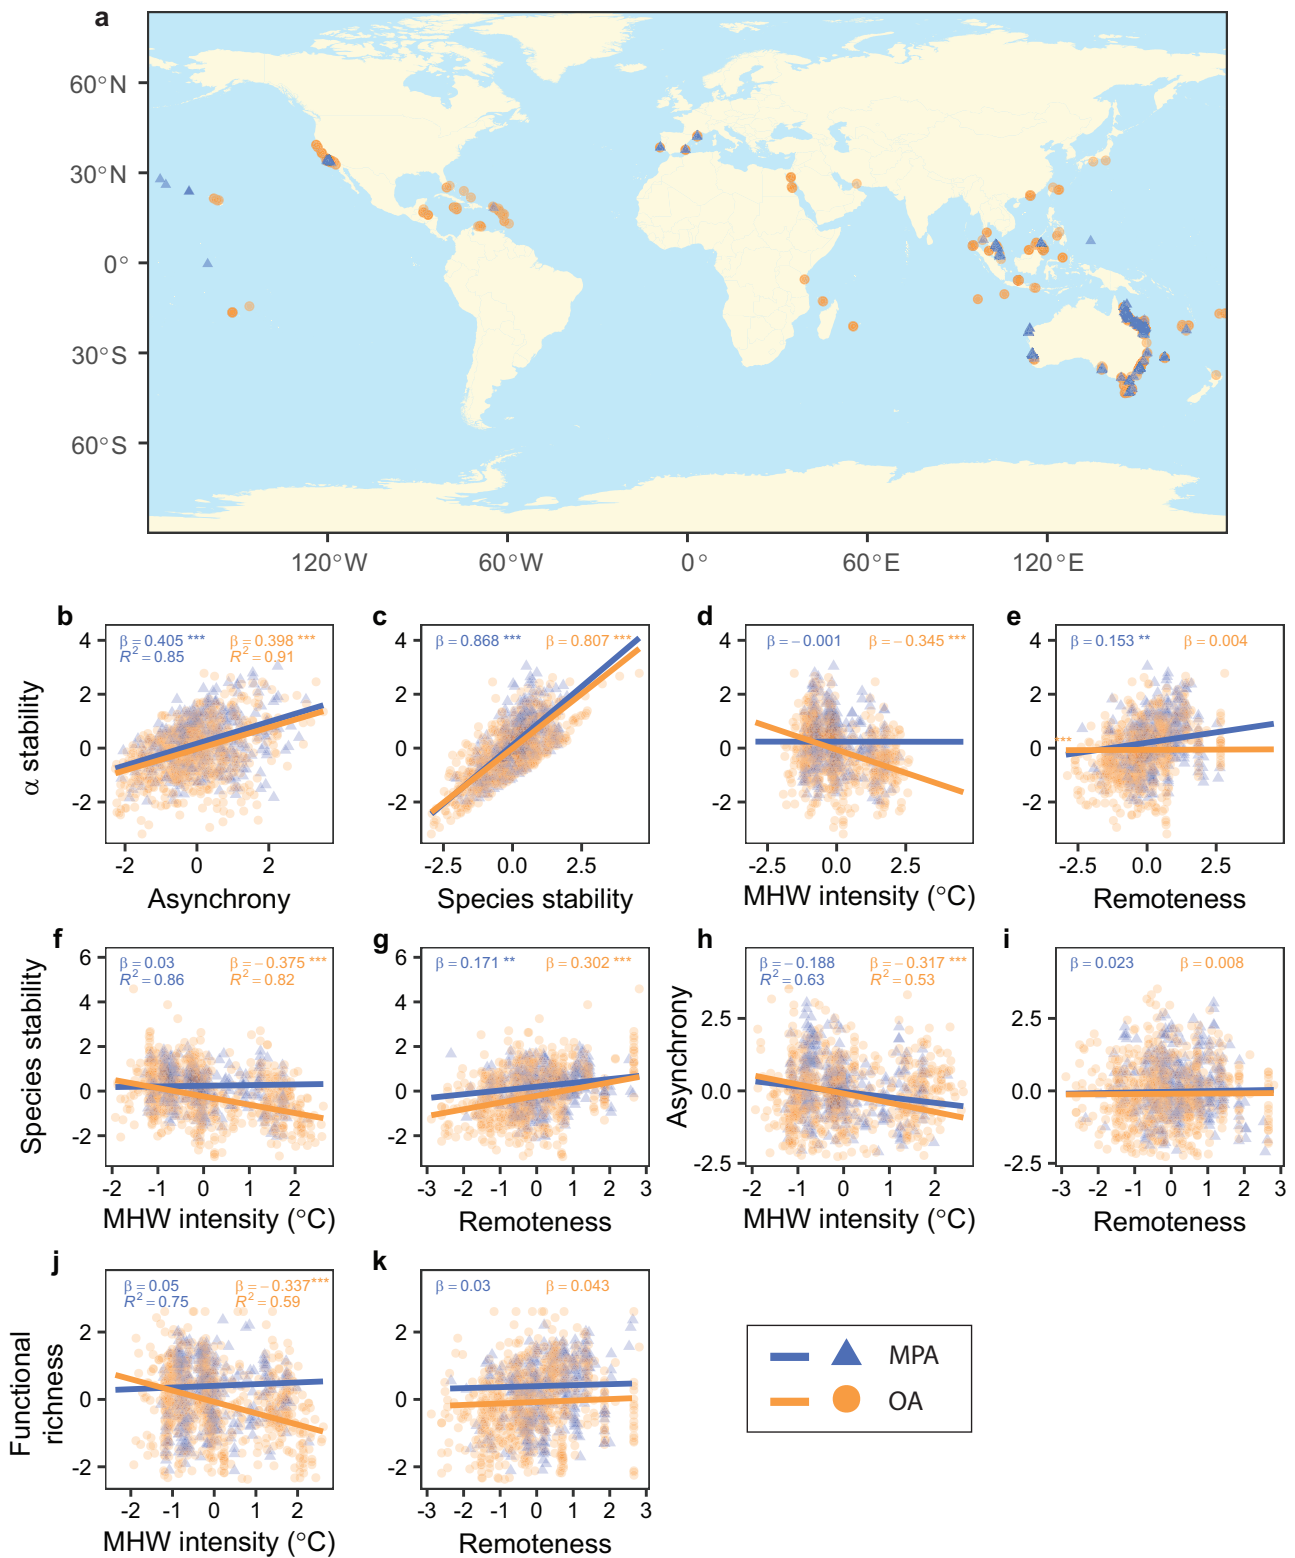 a
60°N
30°N
0°
30°S
60°S
120°W 60°W 0° 60°E 120°E
b c d e
β = 0.405 *** β = 0.398 ***
R² = 0.85 R² = 0.91
β = 0.868 *** β = 0.807 ***
β = − 0.001 β = − 0.345 ***
β = 0.153 ** β = 0.004
***
α stability
4 2 0 -2
4 2 0 -2
4 2 0 -2
4 2 0 -2
-2 0 2
-2.5 0.0 2.5
-2.5 0.0 2.5
-2.5 0.0 2.5
Asynchrony Species stability MHW intensity (°C) Remoteness
f g h i
β = 0.03 β = − 0.375 ***
R² = 0.86 R² = 0.82
β = 0.171 ** β = 0.302 ***
β = − 0.188 β = − 0.317 ***
R² = 0.63 R² = 0.53
β = 0.023 β = 0.008
Species stability
6 4 2 0 -2
6 4 2 0 -2
Asynchrony
2.5 0.0 -2.5
2.5 0.0 -2.5
-2 -1 0 1 2
-3 -2 -1 0 1 2 3
-2 -1 0 1 2
-3 -2 -1 0 1 2 3
MHW intensity (°C) Remoteness MHW intensity (°C) Remoteness
j k
β = 0.05 β = − 0.337 ***
R² = 0.75 R² = 0.59
β = 0.03 β = 0.043
Functional
richness
2 0 -2
2 0 -2
-2 -1 0 1 2
-3 -2 -1 0 1 2 3
MHW intensity (°C) Remoteness
MPA
OA